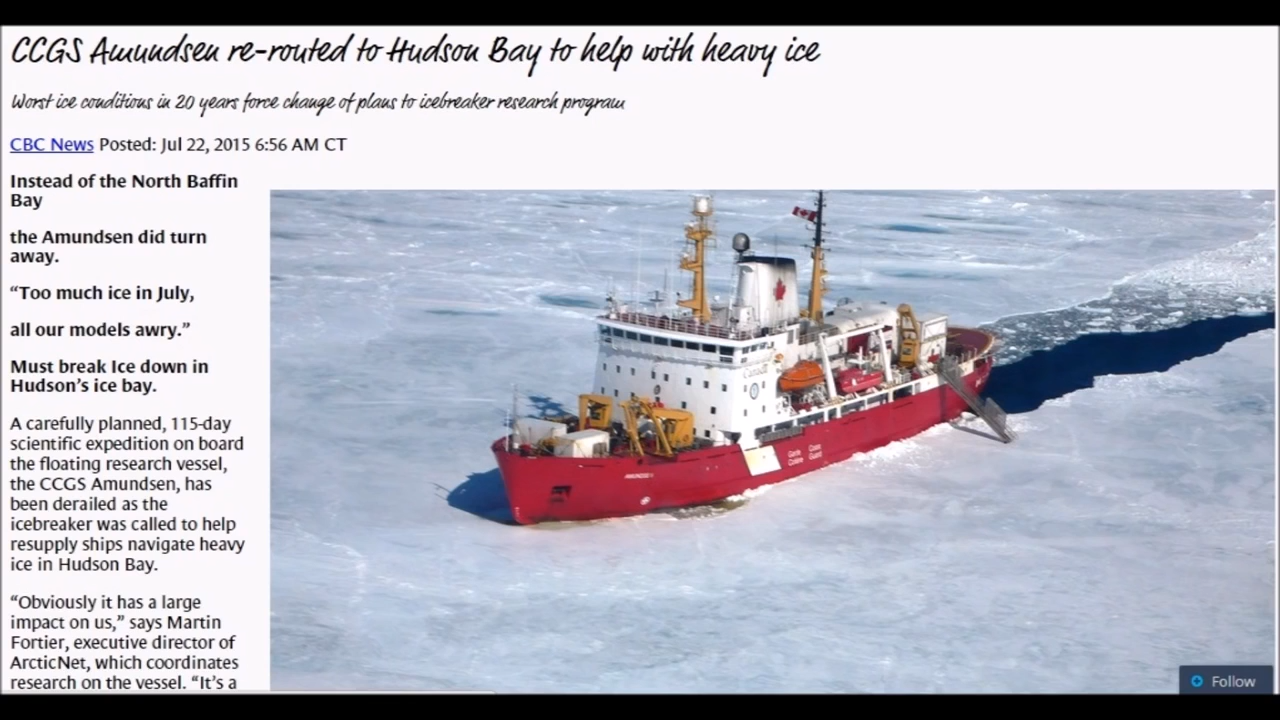 CCGS Amundsen re-routed to Hudson Bay to help with heavy ice
Worst ice conditions in 20 years force change of plans to icebreaker research program
CBC News Posted: Jul 22, 2015 6:56 AM CT
Instead of the North Baffin
Bay
the Amundsen did turn
away.
“Too much ice in July,
all our models awry.”
Must break Ice down in
Hudson’s ice bay.
A carefully planned, 115-day
scientific expedition on board
the floating research vessel,
the CCGS Amundsen, has
been derailed as the
icebreaker was called to help
resupply ships navigate heavy
ice in Hudson Bay.
“Obviously it has a large
impact on us,” says Martin
Fortier, executive director of
ArcticNet, which coordinates
research on the vessel. “It’s a
Canada
Garde Coast
Côtière Guard
AMUNDSEN
Follow